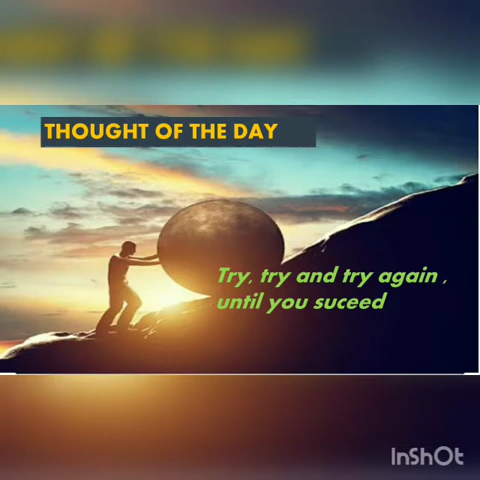 THOUGHT OF THE DAY
Try, try and try again ,
until you suceed
InShOt